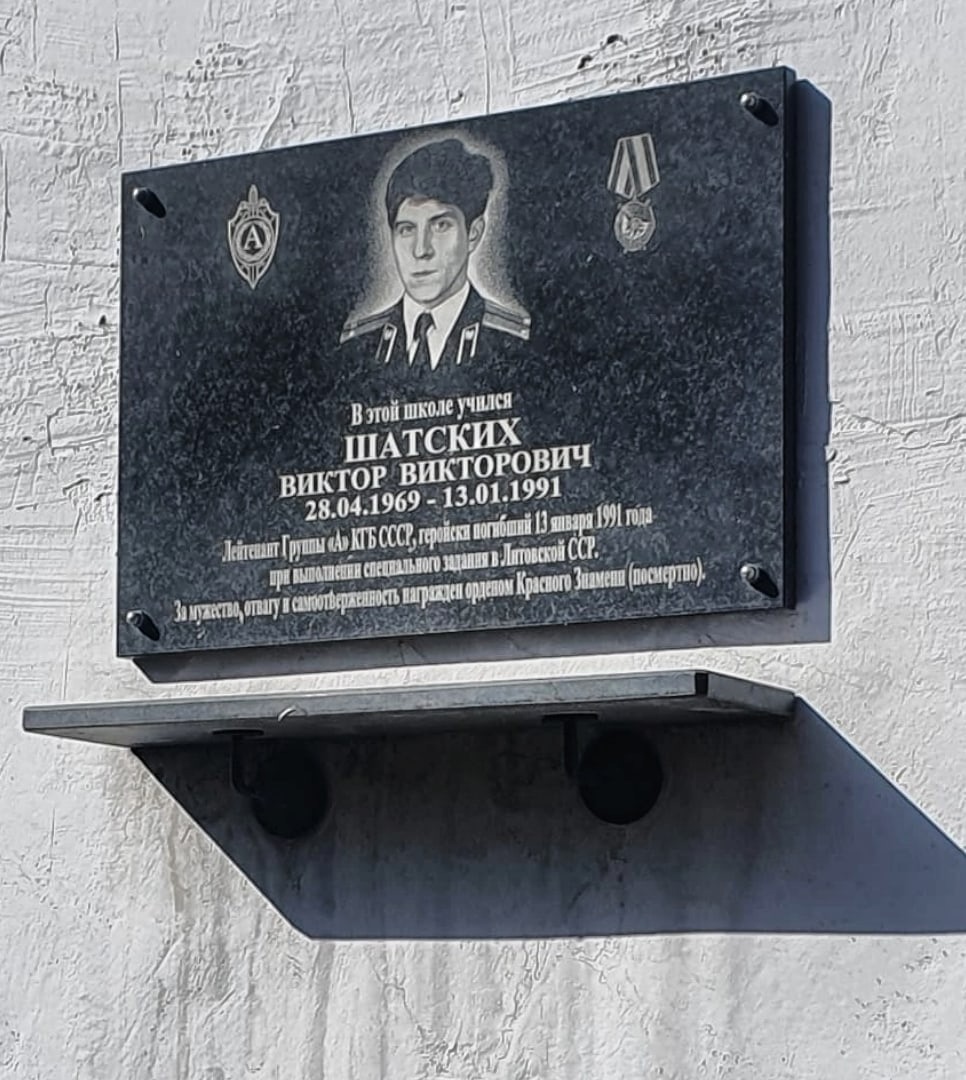 А
В этой школе учился
ШАТСКИХ
ВИКТОР ВИКТОРОВИЧ
28.04.1969 - 13.01.1991
Лейтенант Группы «А» КГБ СССР, геройски погибший 13 января 1991 года
при выполнении специального задания в Литовской ССР.
За мужество, отвагу и самоотверженность награжден орденом Красного Знамени (посмертно).